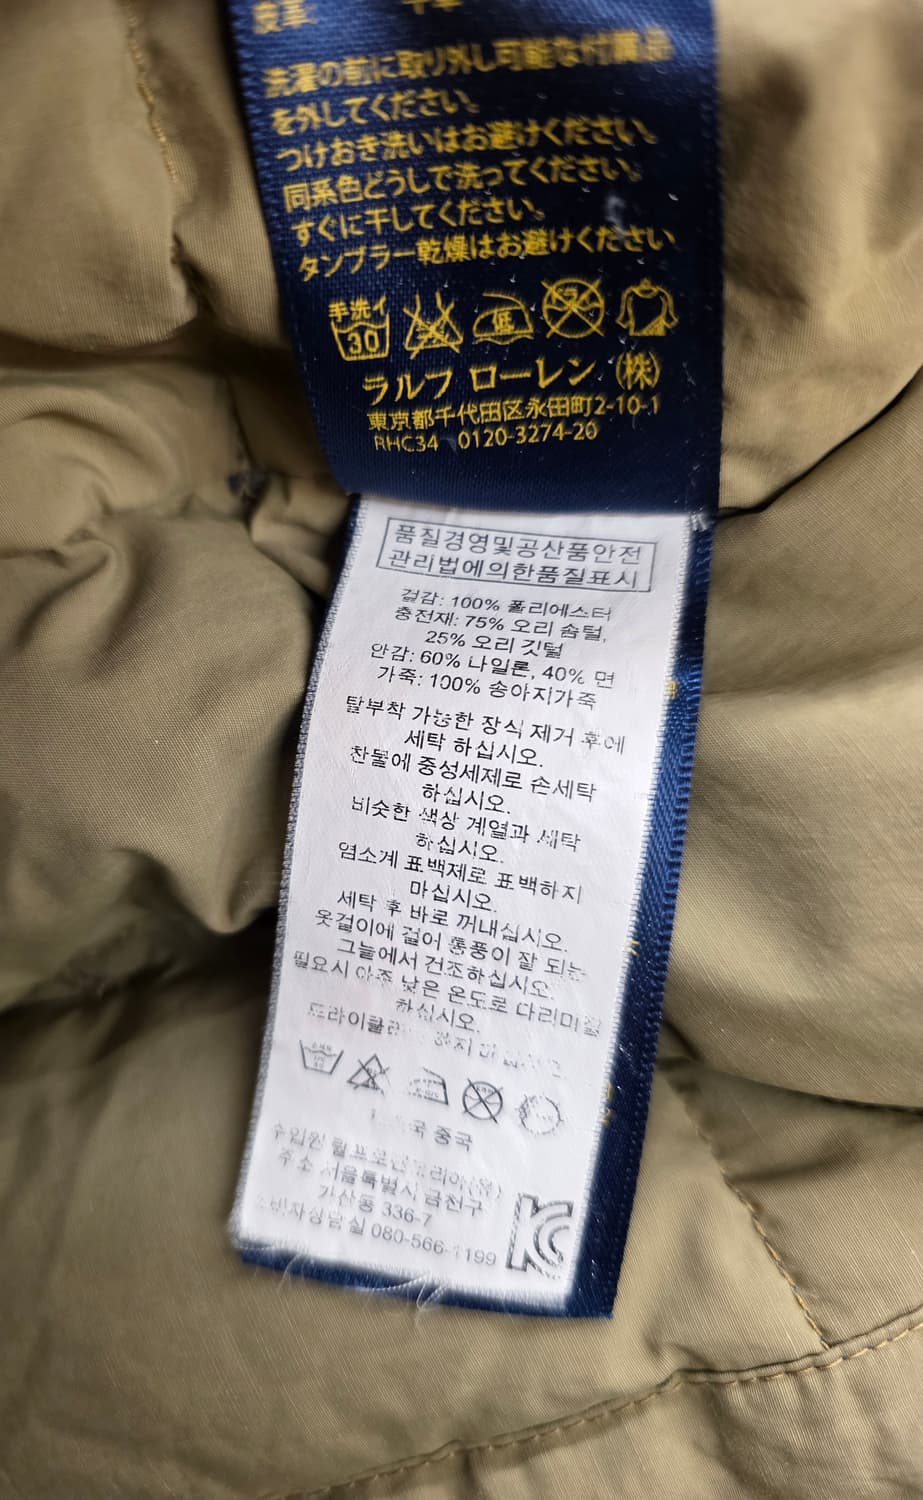 皮革:
洗濯の前に取り外し可能な付属品
を外してください。
つけおき洗いはお避けください。
同系色どうしで洗ってください。
すぐに干してください。
タンブラー乾燥はお避けください
手洗イ
30
低
ラルフ ローレン (株)
東京都千代田区永田町2-10-1
RHC34 0120-3274-20
품질경영및공산품안전
관리법에의한품질표시
겉감: 100% 폴리에스터
충전재: 75% 오리 솜털,
25% 오리 깃털
안감: 60% 나일론, 40% 면
가죽: 100% 송아지가죽
탈부착 가능한 장식 제거 후에
세탁 하십시오.
찬물에 중성세제로 손세탁
하십시오.
비슷한 색상 계열과 세탁
하십시오.
염소계 표백제로 표백하지
마십시오.
세탁 후 바로 꺼내십시오.
옷걸이에 걸어 통풍이 잘 되는
그늘에서 건조하십시오.
필요시 아주 낮은 온도로 다리미질
하십시오.
드라이클
중국
수입원
주소 서울특별시 금천구
가산동 336-7
상담실 080-566-1199